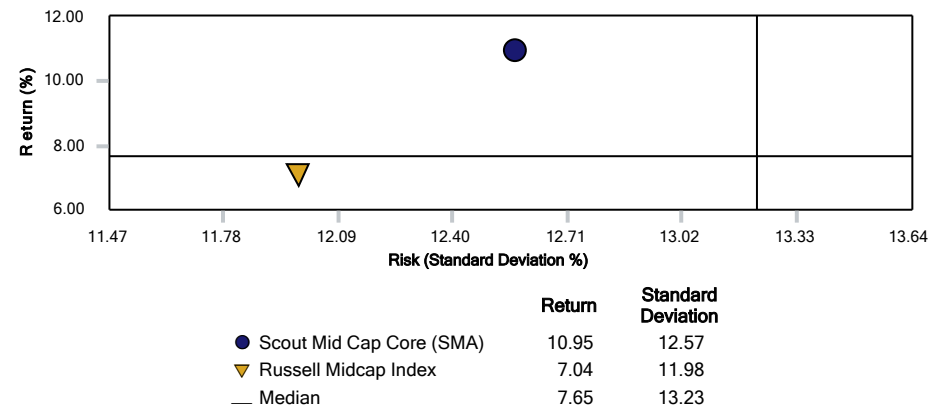 12.00
10.00
8.00
6.00
Return (%)
11.47 11.78 12.09 12.40 12.71 13.02 13.33 13.64
Risk (Standard Deviation %)
Return Standard Deviation
Scout Mid Cap Core (SMA) 10.95 12.57
Russell Midcap Index 7.04 11.98
Median 7.65 13.23